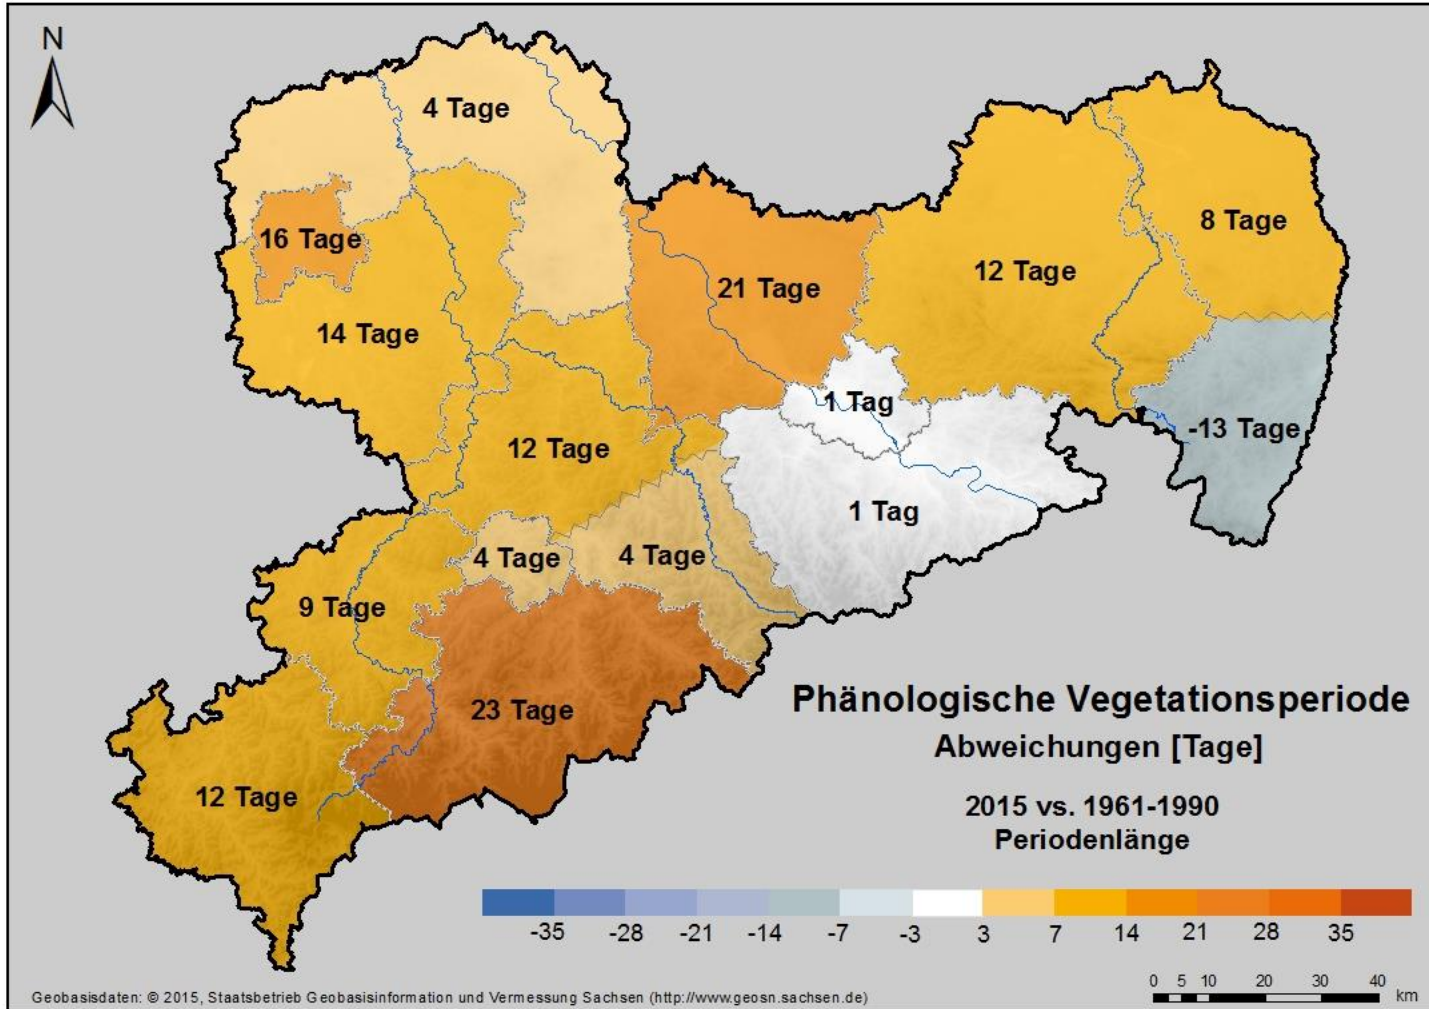 N
4 Tage
16 Tage
14 Tage
21 Tage
12 Tage
8 Tage
12 Tage
1 Tag
-13 Tage
1 Tag
4 Tage
4 Tage
9 Tage
23 Tage
12 Tage
Phänologische Vegetationsperiode
Abweichungen [Tage]
2015 vs. 1961-1990
Periodenlänge
-35 -28 -21 -14 -7 -3 3 7 14 21 28 35
0 5 10 20 30 40
km
Geobasisdaten: © 2015, Staatsbetrieb Geobasisinformation und Vermessung Sachsen (http://www.geosn.sachsen.de)